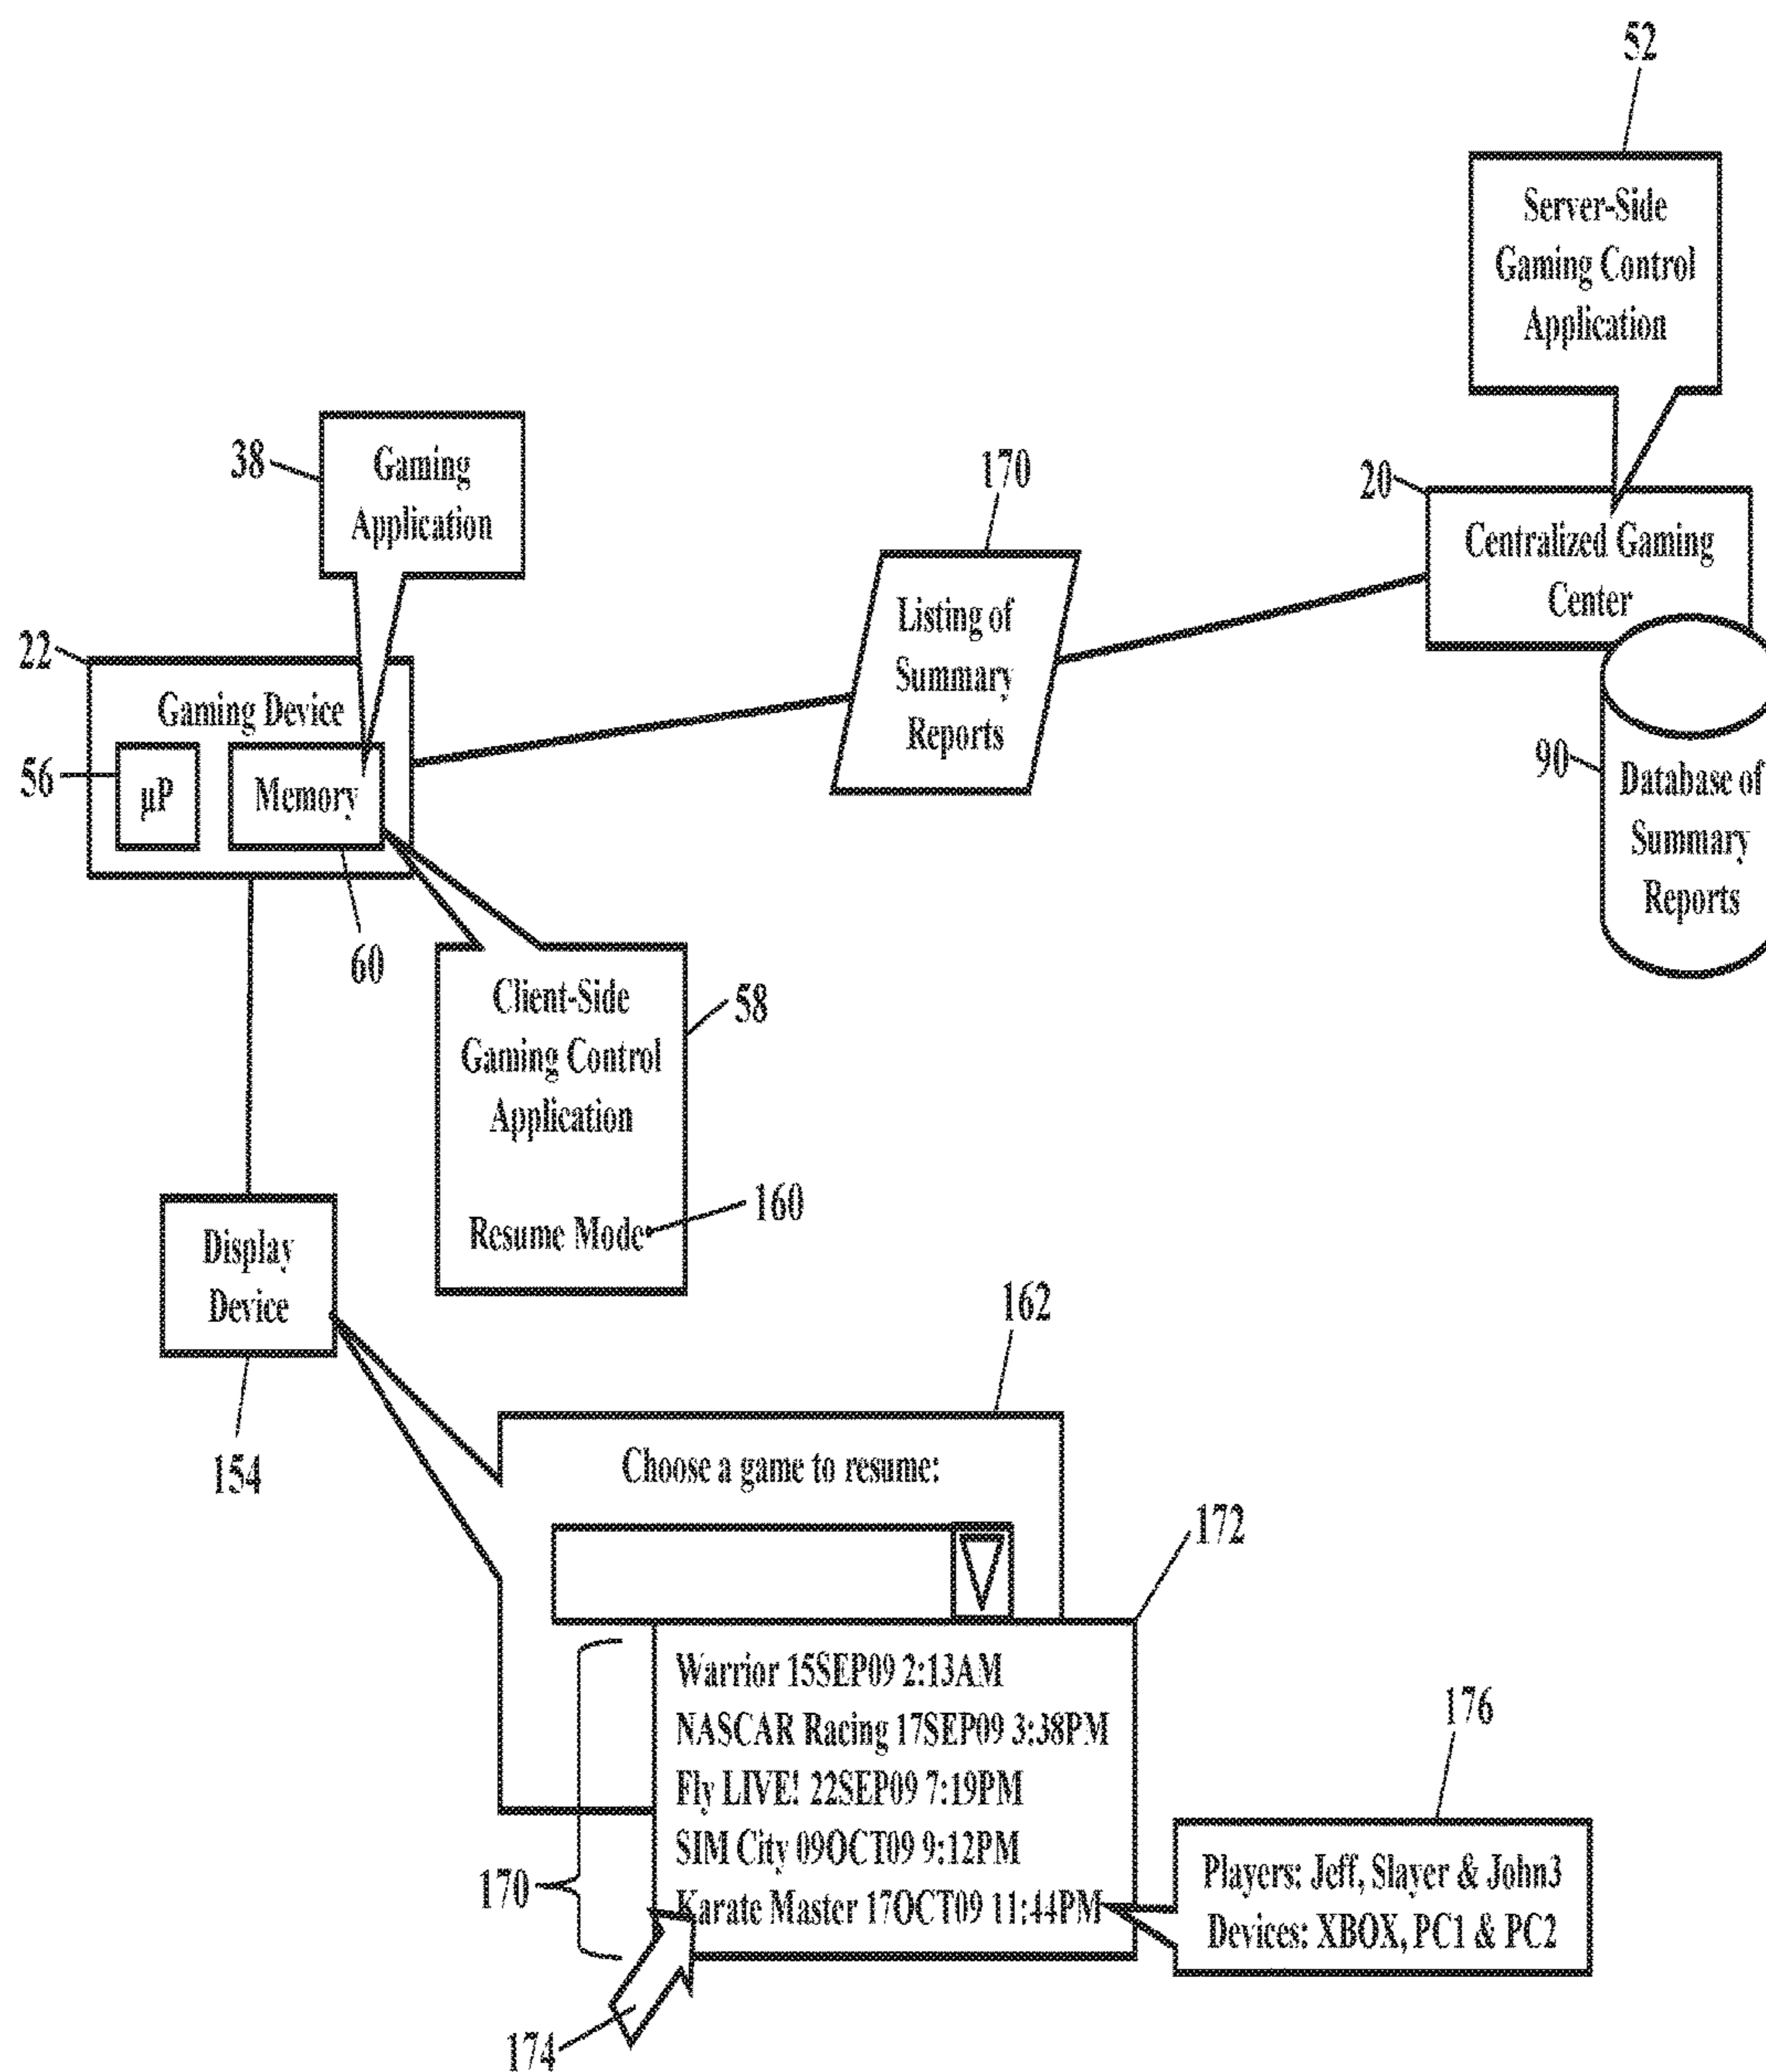 52
Server-Side
Gaming Control
Application
38
Gaming
Application
170
Listing of
Summary
Reports
20
Centralized Gaming
Center
22
Gaming Device
56
µP
Memory
60
90
Database of
Summary
Reports
Client-Side
Gaming Control
Application
58
Resume Mode
160
Display
Device
154
162
Choose a game to resume:
172
Warrior 15SEP09 2:13AM
NASCAR Racing 17SEP09 3:38PM
Fly LIVE! 22SEP09 7:19PM
SIM City 09OCT09 9:12PM
Karate Master 17OCT09 11:44PM
170
174
176
Players: Jeff, Slayer & John3
Devices: XBOX, PC1 & PC2